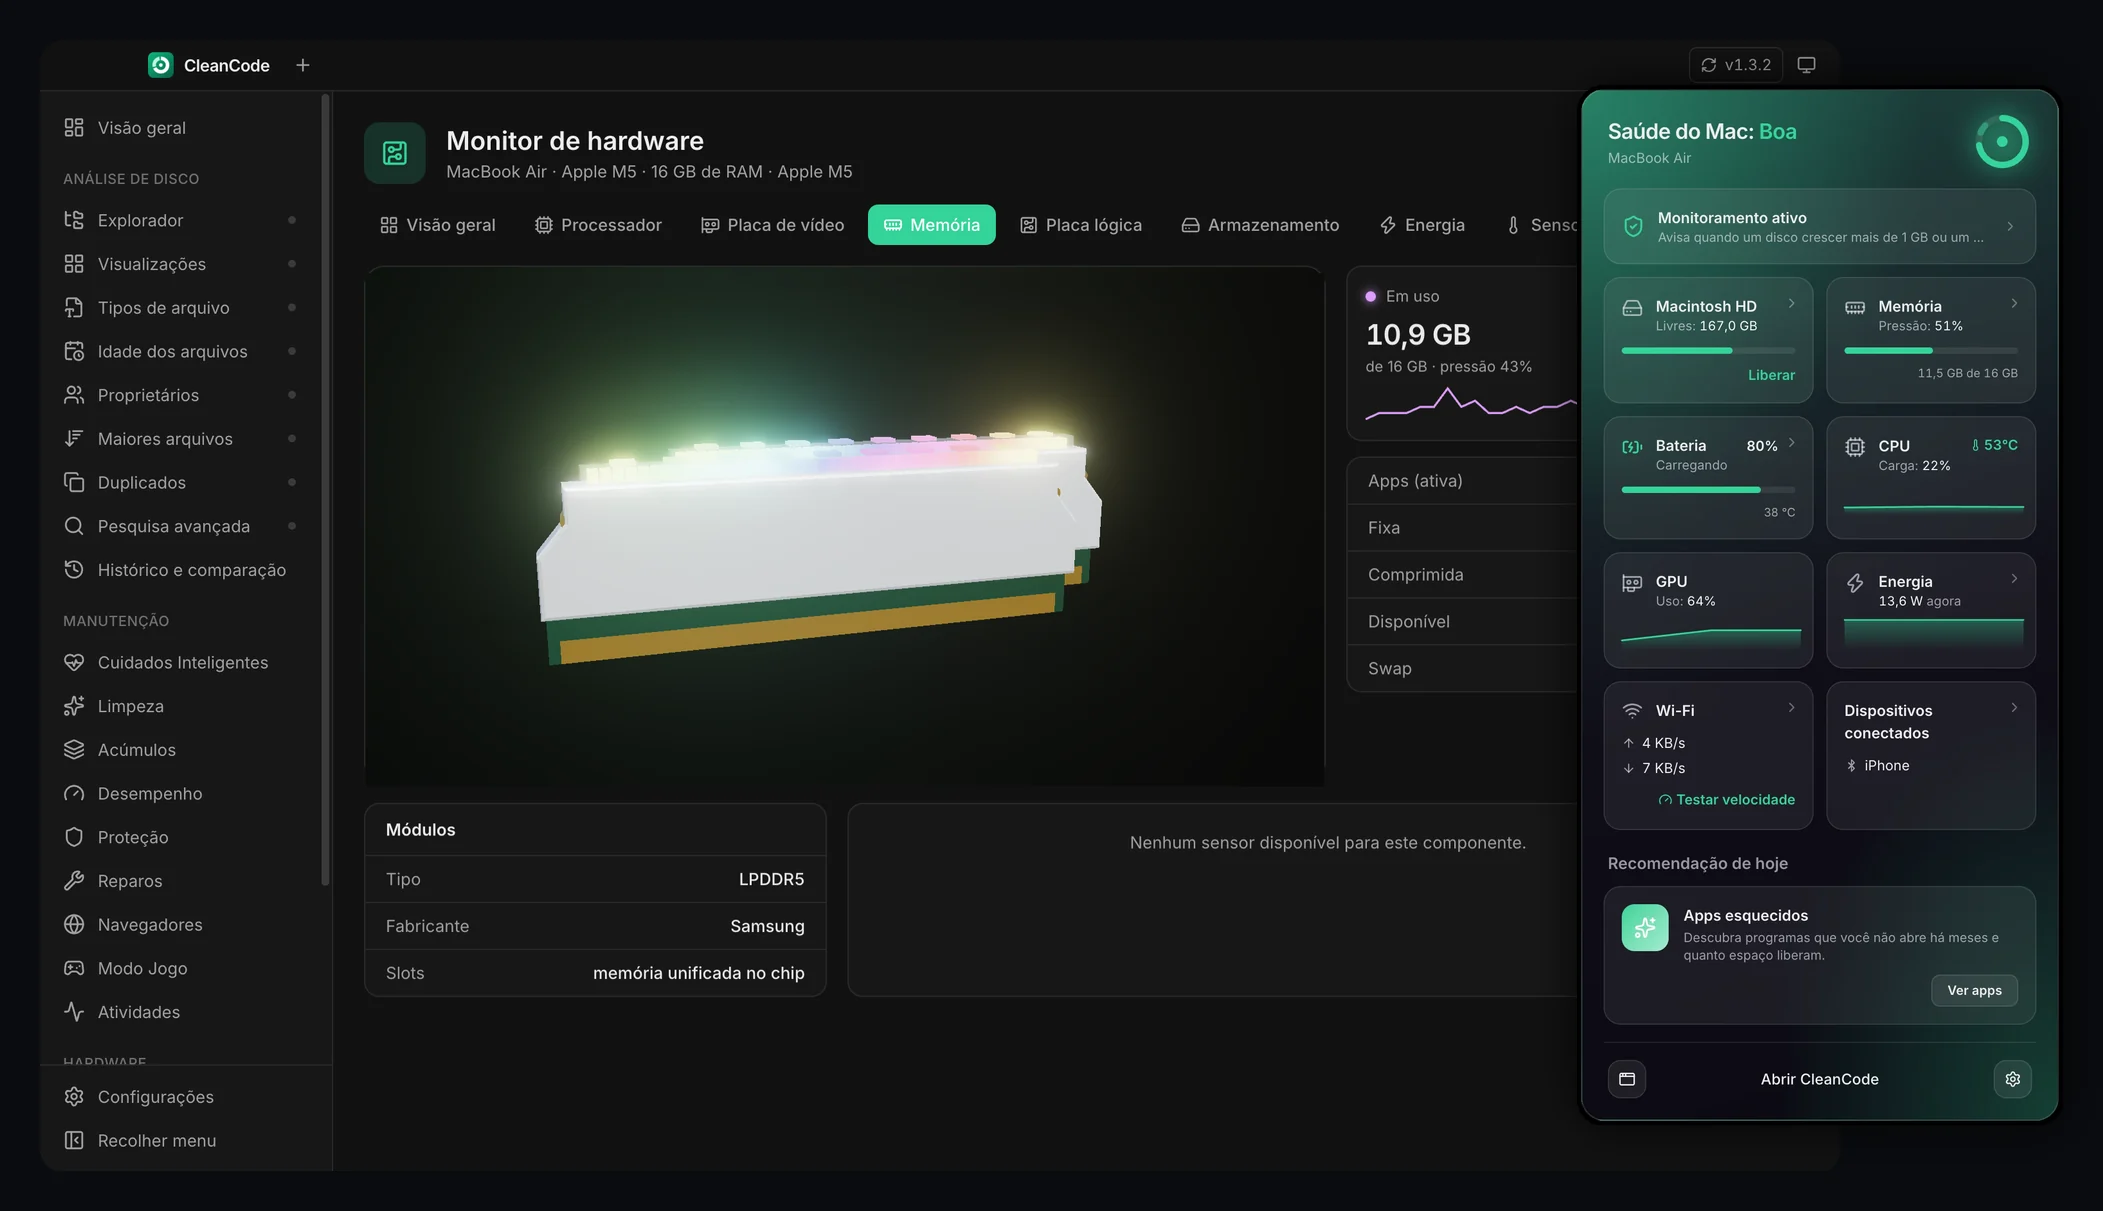 CleanCode
v1.3.2
Visão geral
ANÁLISE DE DISCO
Explorador
Visualizações
Tipos de arquivo
Idade dos arquivos
Proprietários
Maiores arquivos
Duplicados
Pesquisa avançada
Histórico e comparação
MANUTENÇÃO
Cuidados Inteligentes
Limpeza
Acúmulos
Desempenho
Proteção
Reparos
Navegadores
Modo Jogo
Atividades
HARDWARE
Configurações
Recolher menu
Monitor de hardware
MacBook Air · Apple M5 · 16 GB de RAM · Apple M5
Visão geral
Processador
Placa de vídeo
Memória
Placa lógica
Armazenamento
Energia
Senso
Em uso
10,9 GB
de 16 GB · pressão 43%
Apps (ativa)
Fixa
Comprimida
Disponível
Swap
Módulos
Tipo LPDDR5
Fabricante Samsung
Slots memória unificada no chip
Nenhum sensor disponível para este componente.
Saúde do Mac: Boa
MacBook Air
Monitoramento ativo
Avisa quando um disco crescer mais de 1 GB ou um ...
Macintosh HD
Livres: 167,0 GB
Liberar
Memória
Pressão: 51%
11,5 GB de 16 GB
Bateria 80%
Carregando
38 °C
CPU 53°C
Carga: 22%
GPU
Uso: 64%
Energia
13,6 W agora
Wi-Fi
4 KB/s
7 KB/s
Testar velocidade
Dispositivos
conectados
iPhone
Recomendação de hoje
Apps esquecidos
Descubra programas que você não abre há meses e
quanto espaço liberam.
Ver apps
Abrir CleanCode